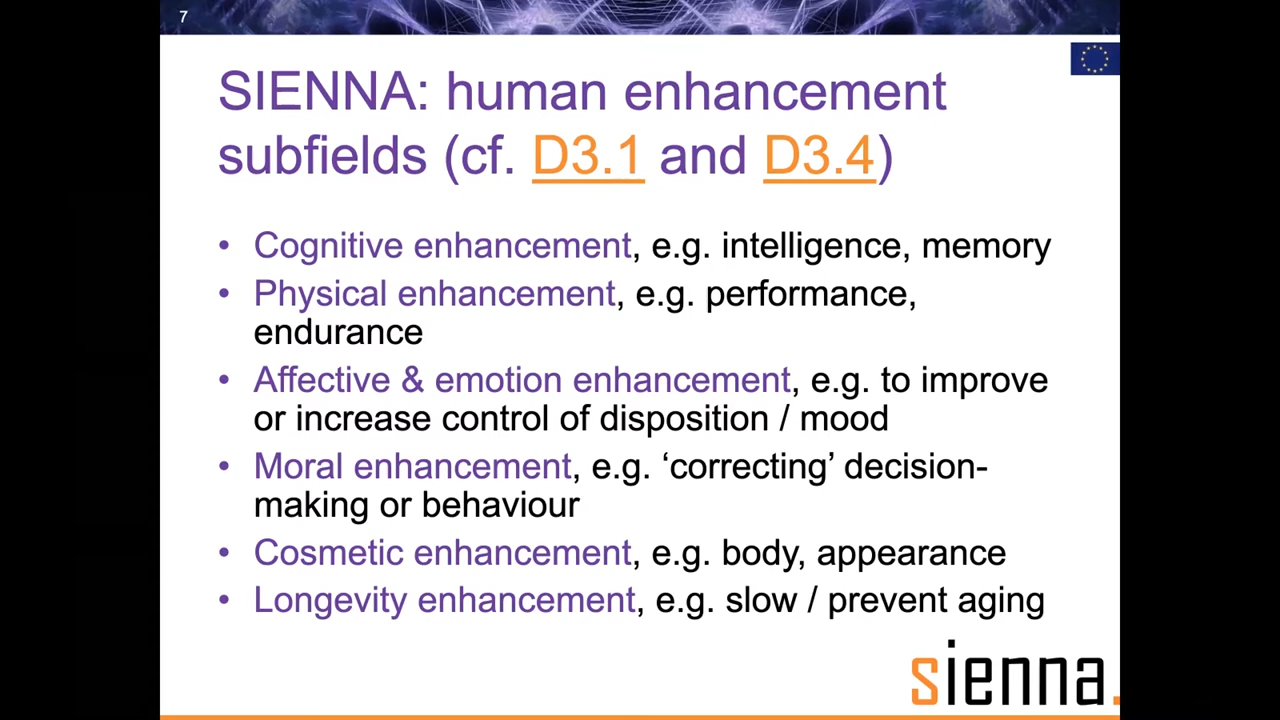 7
SIENNA: human enhancement
subfields (cf. D3.1 and D3.4)
• Cognitive enhancement, e.g. intelligence, memory
• Physical enhancement, e.g. performance,
endurance
• Affective & emotion enhancement, e.g. to improve
or increase control of disposition / mood
• Moral enhancement, e.g. ‘correcting’ decision-
making or behaviour
• Cosmetic enhancement, e.g. body, appearance
• Longevity enhancement, e.g. slow / prevent aging
sienna.